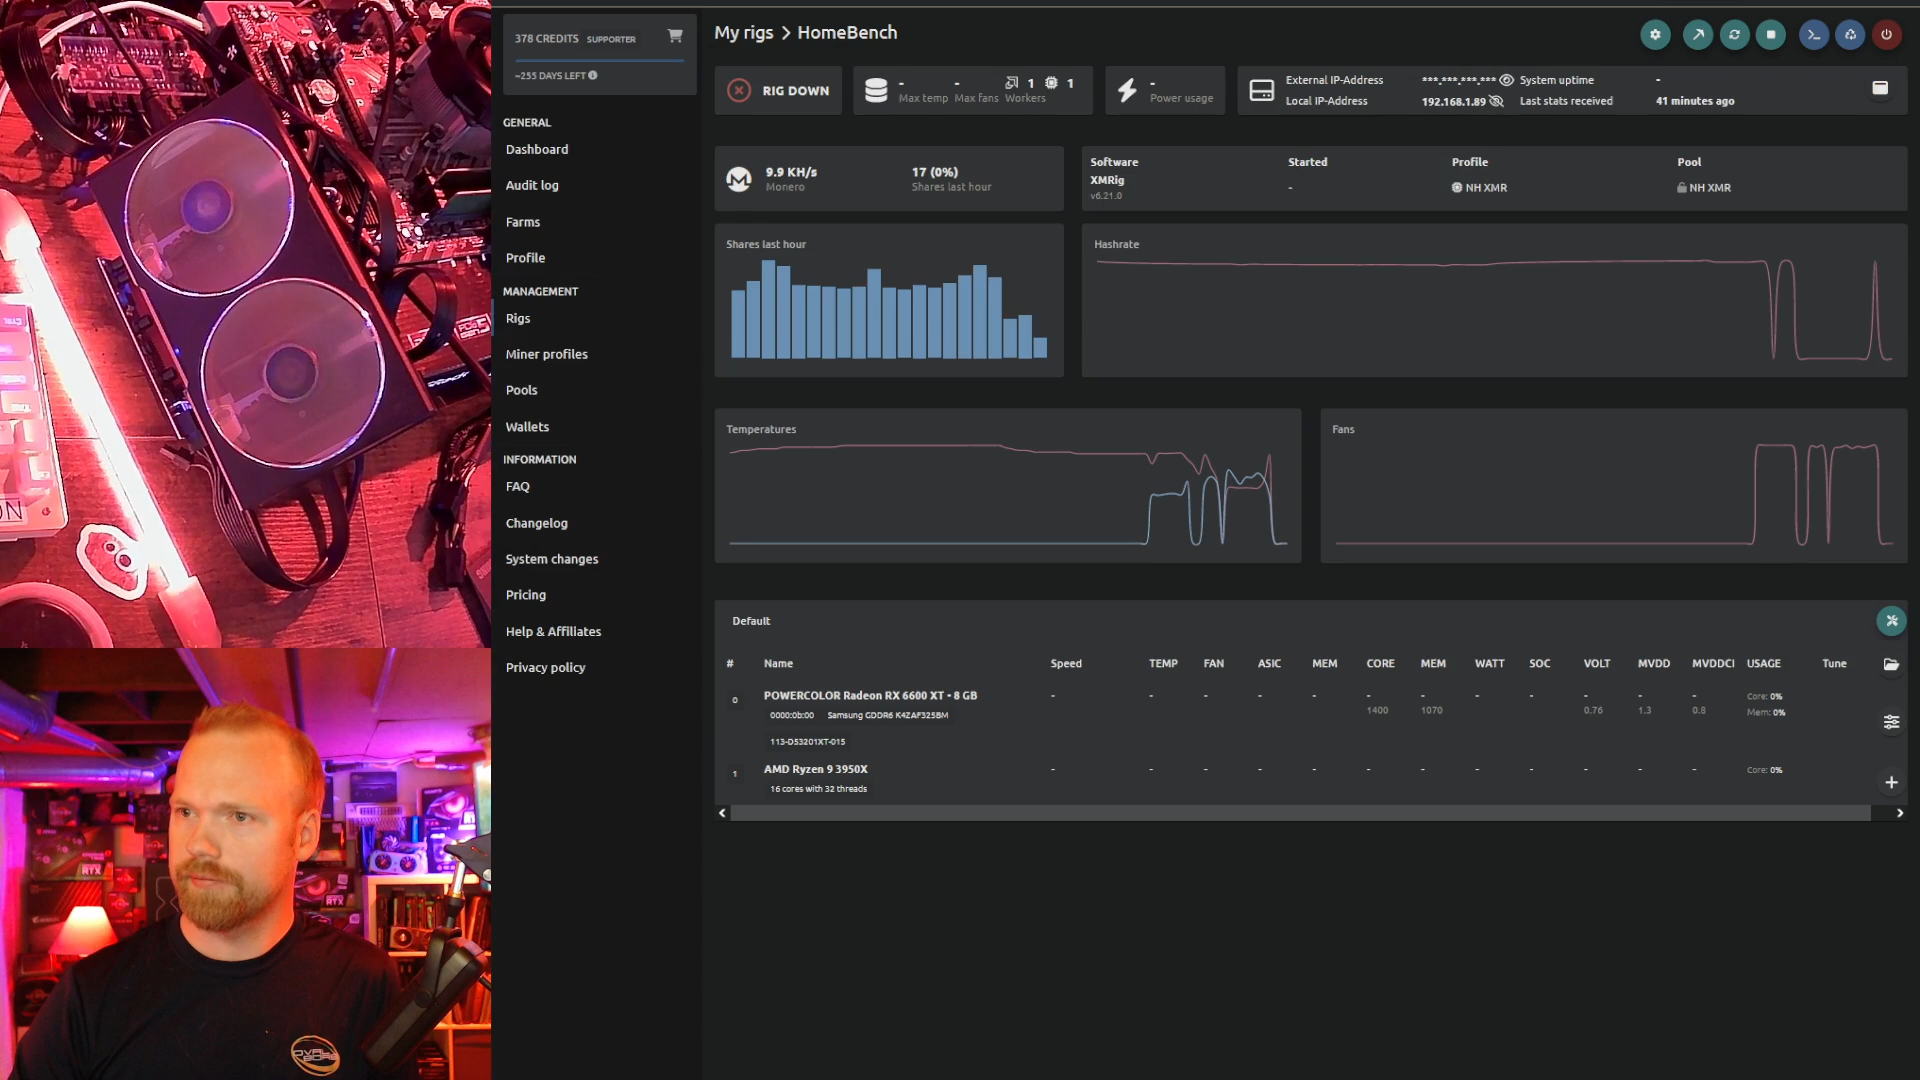 378 CREDITS SUPPORTER
~255 DAYS LEFT
GENERAL
Dashboard
Audit log
Farms
Profile
MANAGEMENT
Rigs
Miner profiles
Pools
Wallets
INFORMATION
FAQ
Changelog
System changes
Pricing
Help & Affiliates
Privacy policy
My rigs > HomeBench
RIG DOWN
- - 1 1
Max temp Max fans Workers
-
Power usage
External IP-Address ***.***.***.*** System uptime -
Local IP-Address 192.168.1.89 Last stats received 41 minutes ago
9.9 KH/s 17 (0%)
Monero Shares last hour
Software Started Profile Pool
XMRig - NH XMR NH XMR
v6.21.0
Shares last hour
Hashrate
Temperatures
Fans
Default
# Name Speed TEMP FAN ASIC MEM CORE MEM WATT SOC VOLT MVDD MVDDCI USAGE Tune
0 POWERCOLOR Radeon RX 6600 XT - 8 GB - - - - - - - - - - - - Core: 0%
0000:0b:00 Samsung GDDR6 K4ZAF325BM 1400 1070 0.76 1.3 0.8 Mem: 0%
113-D53201XT-015
1 AMD Ryzen 9 3950X - - - - - - - - - - - - Core: 0%
16 cores with 32 threads
CTRL
RTX
RTX